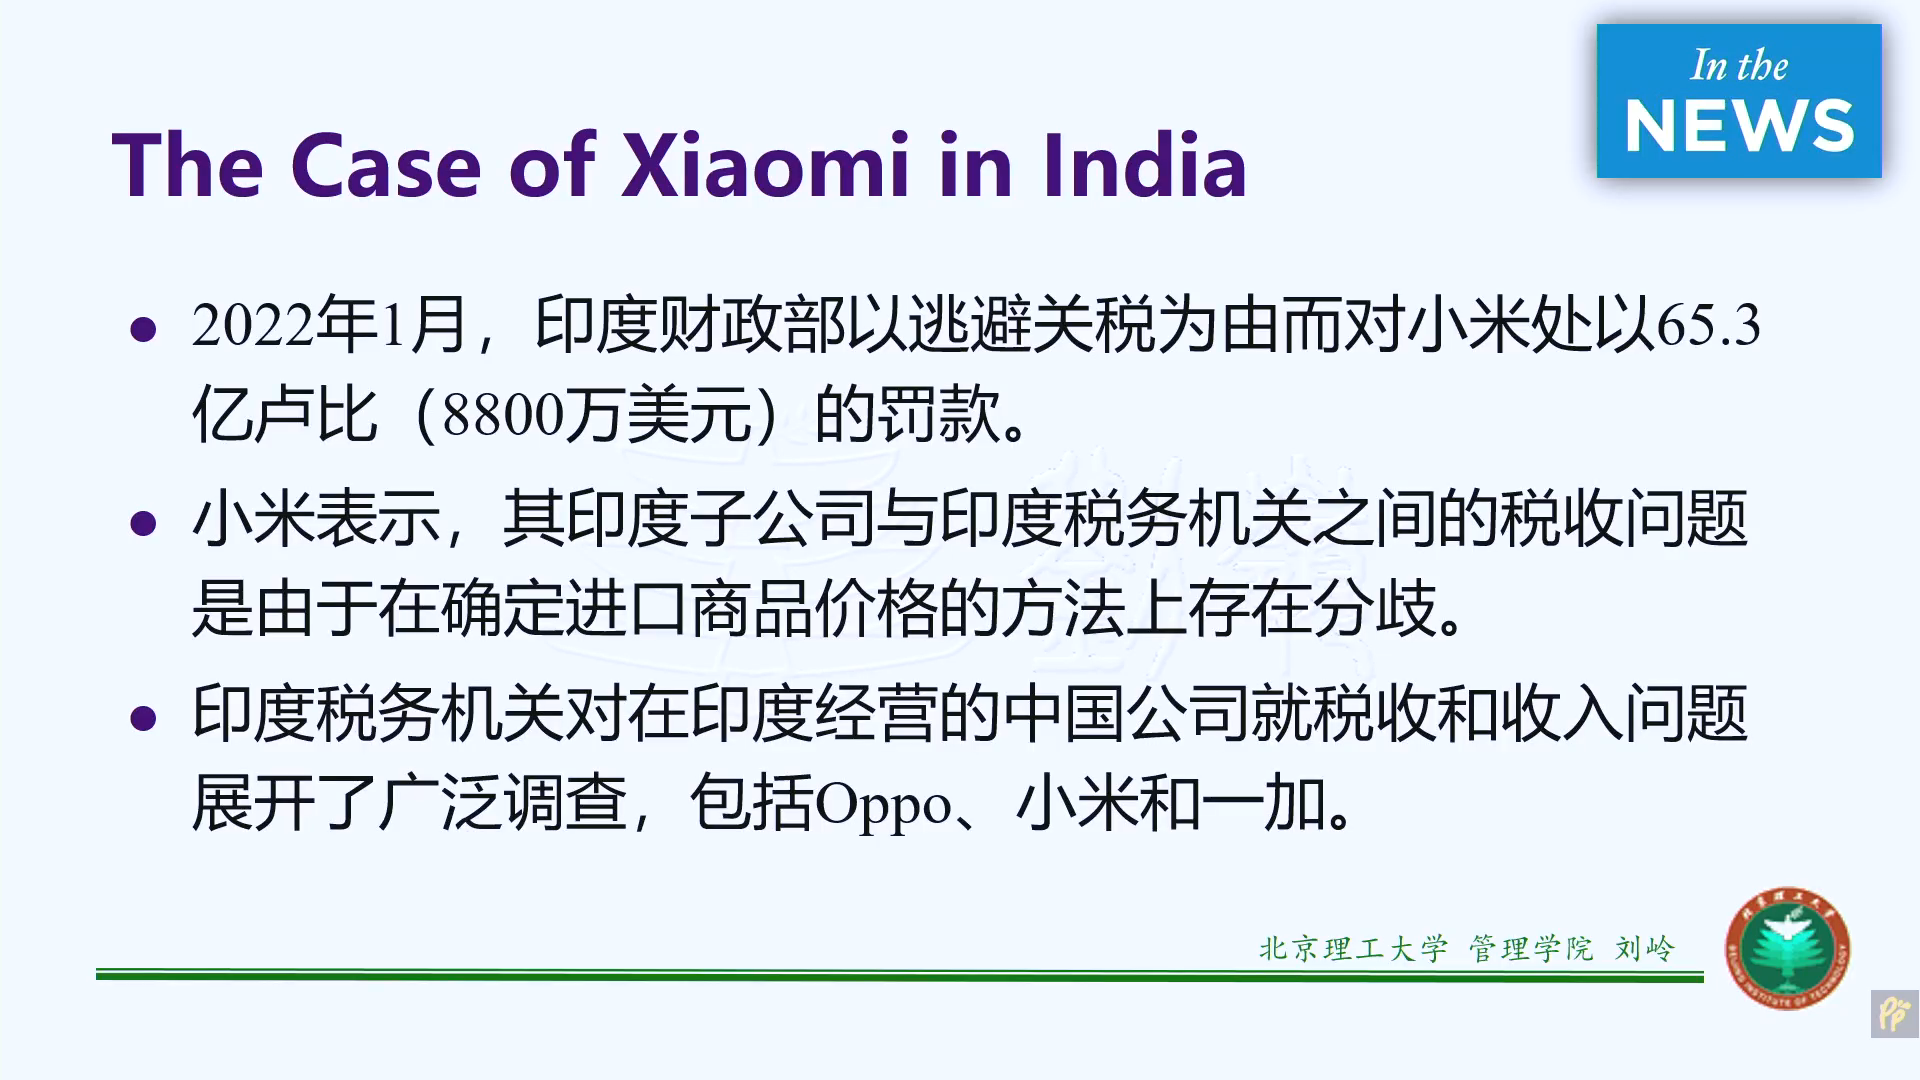 In the
NEWS
The Case of Xiaomi in India
● 2022年1月，印度财政部以逃避关税为由而对小米处以65.3
亿卢比（8800万美元）的罚款。
● 小米表示，其印度子公司与印度税务机关之间的税收问题
是由于在确定进口商品价格的方法上存在分歧。
● 印度税务机关对在印度经营的中国公司就税收和收入问题
展开了广泛调查，包括Oppo、小米和一加。
北京理工大学 管理学院 刘岭
北京理工大学
BEIJING INSTITUTE OF TECHNOLOGY